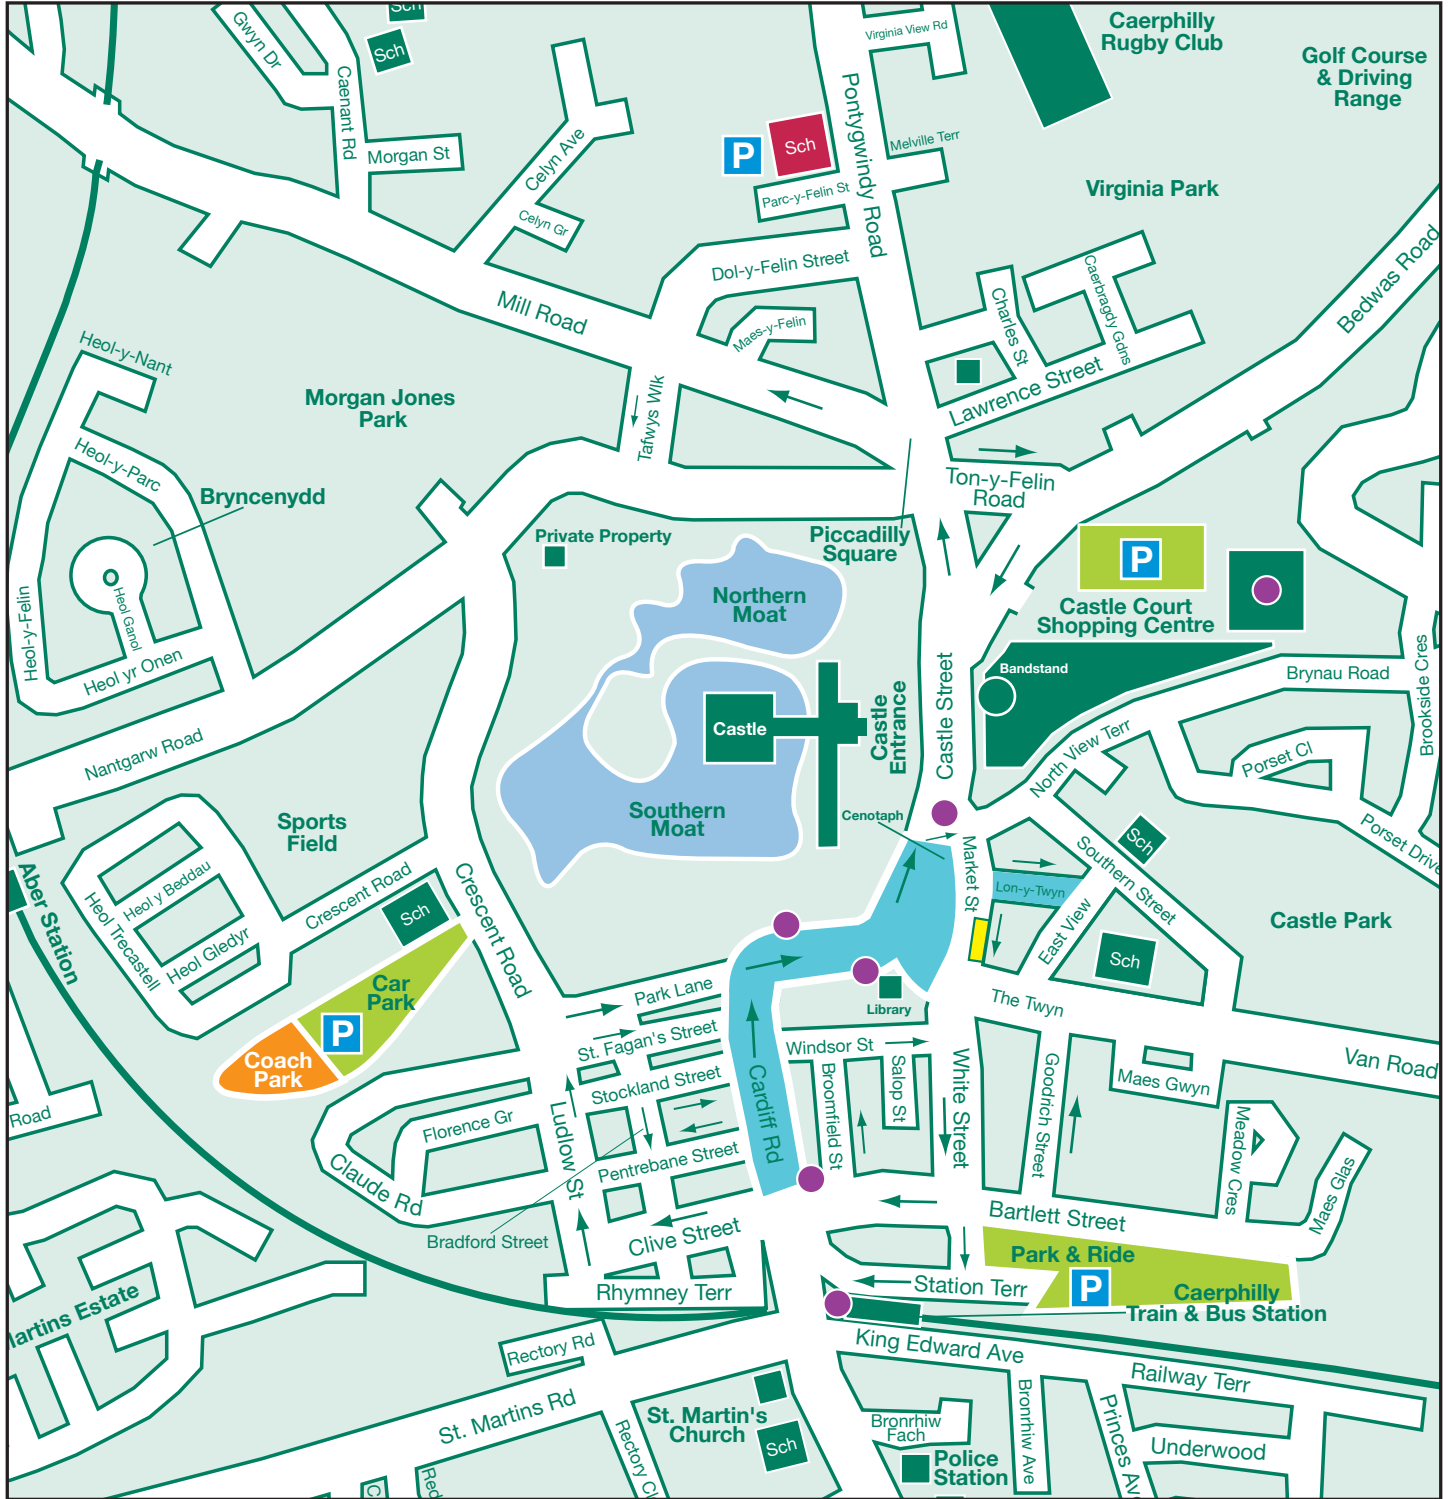 Sch
Sch
Gwyn Dr
Caenant Rd
Morgan St
Celyn Ave
Celyn Gr
Virginia View Rd
Pontygwindy Road
Caerphilly
Rugby Club
Golf Course
& Driving
Range
P
Sch
Melville Terr
Parc-y-Felin St
Virginia Park
Dol-y-Felin Street
Mill Road
Maes-y-Felin
Charles St
Caerbragdy Gdns
Bedwas Road
Lawrence Street
Heol-y-Nant
Morgan Jones
Park
Tafwys Wlk
Heol-y-Parc
Bryncenydd
Ton-y-Felin
Road
Piccadilly
Square
Private Property
P
Castle Court
Shopping Centre
Heol Ganol
Heol-y-Felin
Heol yr Onen
Northern
Moat
Castle
Castle
Entrance
Castle Street
Bandstand
Brynau Road
Brookside Cres
Nantgarw Road
North View Terr
Porset Cl
Porset Drive
Southern
Moat
Cenotaph
Sports
Field
Aber Station
Heol y Beddau
Heol Trecastell
Heol Gledyr
Crescent Road
Sch
Crescent Road
Market St
Lon-y-Twyn
Southern Street
Sch
East View
Sch
Castle Park
Car
Park
P
Coach
Park
Park Lane
Library
The Twyn
St. Fagan's Street
Windsor St
Van Road
Stockland Street
Maes Gwyn
Florence Gr
Ludlow St
Cardiff Rd
Broomfield St
Salop St
White Street
Goodrich Street
Meadow Cres
Maes Glas
Road
Pentrebane Street
Claude Rd
Bradford Street
Clive Street
Bartlett Street
Park & Ride
P
Caerphilly
Train & Bus Station
Rhymney Terr
Station Terr
artins Estate
Rectory Rd
King Edward Ave
Railway Terr
St. Martins Rd
Rectory Cl
St. Martin's
Church
Sch
Bronrhiw
Fach
Bronrhiw Ave
Princes Av
Underwood
Police
Station
Red
C